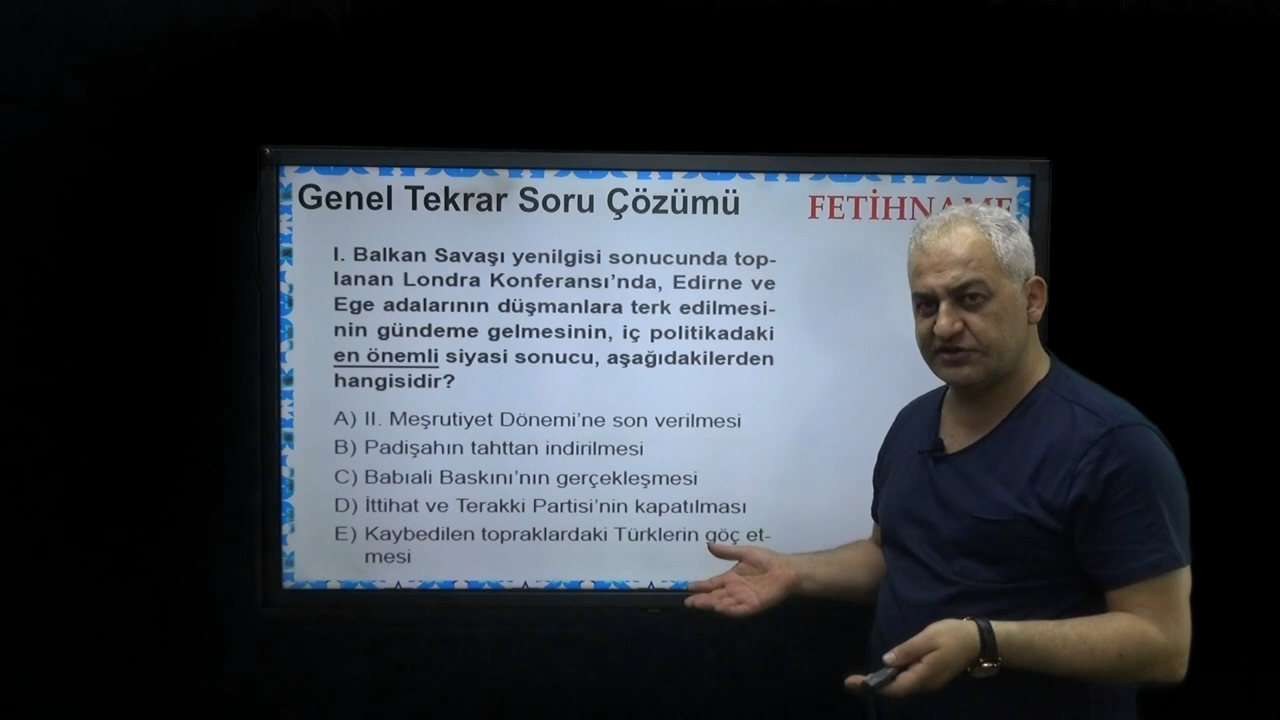 Genel Tekrar Soru Çözümü
FETİHNAME
I. Balkan Savaşı yenilgisi sonucunda top-
lanan Londra Konferansı'nda, Edirne ve
Ege adalarının düşmanlara terk edilmesi-
nin gündeme gelmesinin, iç politikadaki
en önemli siyasi sonucu, aşağıdakilerden
hangisidir?
A) II. Meşrutiyet Dönemi'ne son verilmesi
B) Padişahın tahttan indirilmesi
C) Babıali Baskını'nın gerçekleşmesi
D) İttihat ve Terakki Partisi'nin kapatılması
E) Kaybedilen topraklardaki Türklerin göç et-
mesi